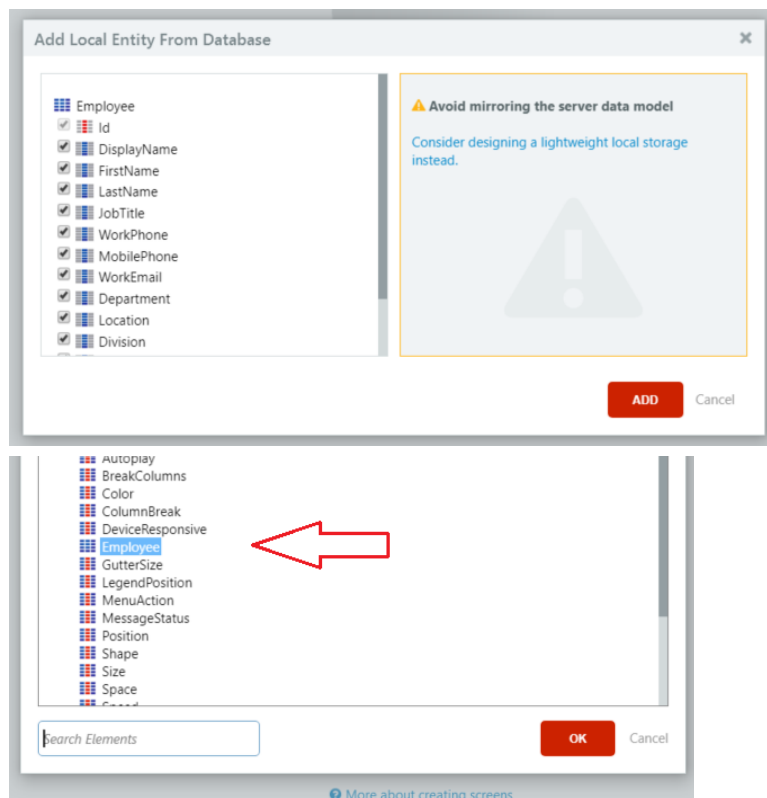 Add Local Entity From Database
Employee
Id
DisplayName
FirstName
LastName
JobTitle
WorkPhone
MobilePhone
WorkEmail
Department
Location
Division
Avoid mirroring the server data model
Consider designing a lightweight local storage
instead.
ADD Cancel
Autoplay
BreakColumns
Color
ColumnBreak
DeviceResponsive
Employee
GutterSize
LegendPosition
MenuAction
MessageStatus
Position
Shape
Size
Space
Speed
Search Elements
OK Cancel
More about creating screens